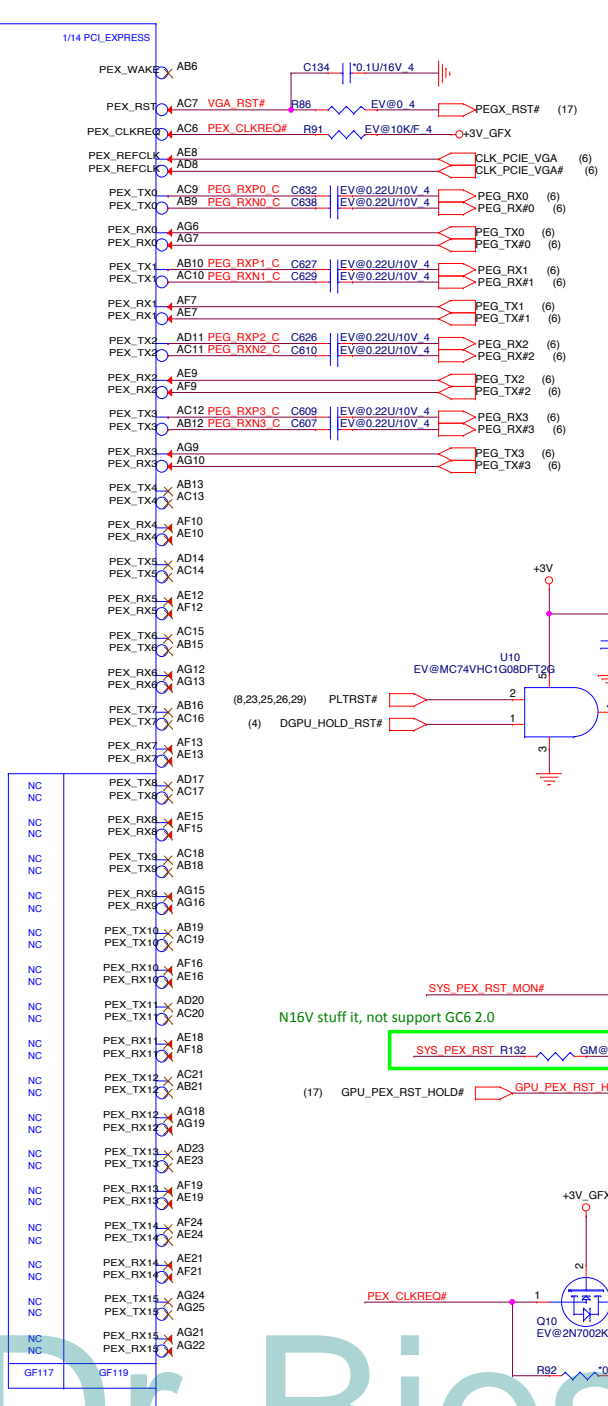 1/14 PCI_EXPRESS
PEX_WAKE AB6
C134 *0.1U/16V_4
PEX_RST AC7 VGA_RST# R86 EV@0_4 PEGX_RST# (17)
PEX_CLKREQ AC6 PEX_CLKREQ# R91 EV@10K/F_4 +3V_GFX
PEX_REFCLK AE8 CLK_PCIE_VGA (6)
PEX_REFCLK AD8 CLK_PCIE_VGA# (6)
PEX_TX0 AC9 PEG_RXP0_C C632 EV@0.22U/10V_4 PEG_RX0 (6)
PEX_TX0 AB9 PEG_RXN0_C C638 EV@0.22U/10V_4 PEG_RX#0 (6)
PEX_RX0 AG6 PEG_TX0 (6)
PEX_RX0 AG7 PEG_TX#0 (6)
PEX_TX1 AB10 PEG_RXP1_C C627 EV@0.22U/10V_4 PEG_RX1 (6)
PEX_TX1 AC10 PEG_RXN1_C C629 EV@0.22U/10V_4 PEG_RX#1 (6)
PEX_RX1 AF7 PEG_TX1 (6)
PEX_RX1 AE7 PEG_TX#1 (6)
PEX_TX2 AD11 PEG_RXP2_C C626 EV@0.22U/10V_4 PEG_RX2 (6)
PEX_TX2 AC11 PEG_RXN2_C C610 EV@0.22U/10V_4 PEG_RX#2 (6)
PEX_RX2 AE9 PEG_TX2 (6)
PEX_RX2 AF9 PEG_TX#2 (6)
PEX_TX3 AC12 PEG_RXP3_C C609 EV@0.22U/10V_4 PEG_RX3 (6)
PEX_TX3 AB12 PEG_RXN3_C C607 EV@0.22U/10V_4 PEG_RX#3 (6)
PEX_RX3 AG9 PEG_TX3 (6)
PEX_RX3 AG10 PEG_TX#3 (6)
PEX_TX4 AB13
PEX_TX4 AC13
PEX_RX4 AF10
PEX_RX4 AE10
PEX_TX5 AD14
PEX_TX5 AC14
PEX_RX5 AE12
PEX_RX5 AF12
PEX_TX6 AC15
PEX_TX6 AB15
PEX_RX6 AG12
PEX_RX6 AG13
PEX_TX7 AB16
PEX_TX7 AC16
PEX_RX7 AF13
PEX_RX7 AE13
+3V
U10
EV@MC74VHC1G08DFT2G
5
(8,23,25,26,29) PLTRST# 2
(4) DGPU_HOLD_RST# 1
4
3
NC PEX_TX8 AD17
NC PEX_TX8 AC17
NC PEX_RX8 AE15
NC PEX_RX8 AF15
NC PEX_TX9 AC18
NC PEX_TX9 AB18
NC PEX_RX9 AG15
NC PEX_RX9 AG16
NC PEX_TX10 AB19
NC PEX_TX10 AC19
NC PEX_RX10 AF16
NC PEX_RX10 AE16
NC PEX_TX11 AD20
NC PEX_TX11 AC20
NC PEX_RX11 AE18
NC PEX_RX11 AF18
NC PEX_TX12 AC21
NC PEX_TX12 AB21
NC PEX_RX12 AG18
NC PEX_RX12 AG19
NC PEX_TX13 AD23
NC PEX_TX13 AE23
NC PEX_RX13 AF19
NC PEX_RX13 AE19
NC PEX_TX14 AF24
NC PEX_TX14 AE24
NC PEX_RX14 AE21
NC PEX_RX14 AF21
NC PEX_TX15 AG24
NC PEX_TX15 AG25
NC PEX_RX15 AG21
NC PEX_RX15 AG22
GF117 GF119
SYS_PEX_RST_MON#
N16V stuff it, not support GC6 2.0
SYS_PEX_RST R132 GM@
(17) GPU_PEX_RST_HOLD# GPU_PEX_RST_H
+3V_GFX
2
PEX_CLKREQ# 1
Q10
EV@2N7002K
R92 *0
Dr Bios